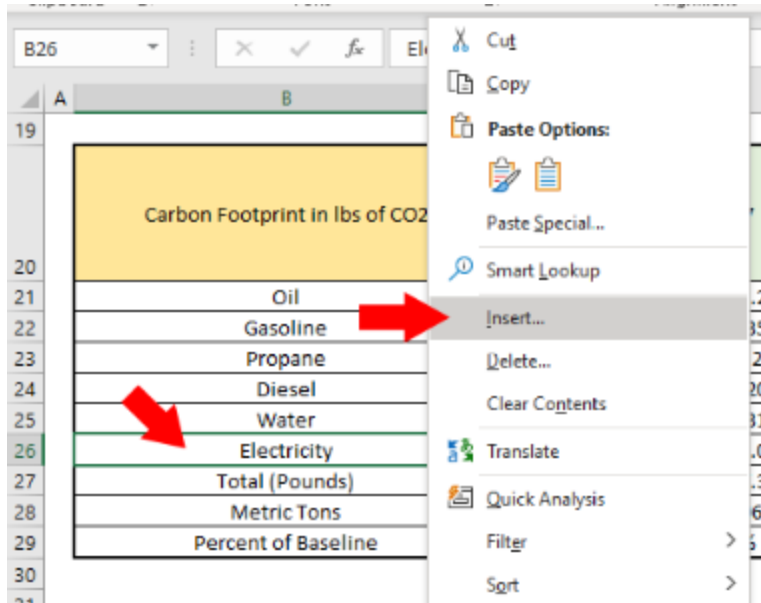 B26
fx
Ele
Cut
Copy
Paste Options:
Paste Special...
Smart Lookup
Insert...
Delete...
Clear Contents
Translate
Quick Analysis
Filter
Sort
A B
19
20 Carbon Footprint in lbs of CO2
21 Oil
22 Gasoline
23 Propane
24 Diesel
25 Water
26 Electricity
27 Total (Pounds)
28 Metric Tons
29 Percent of Baseline
30